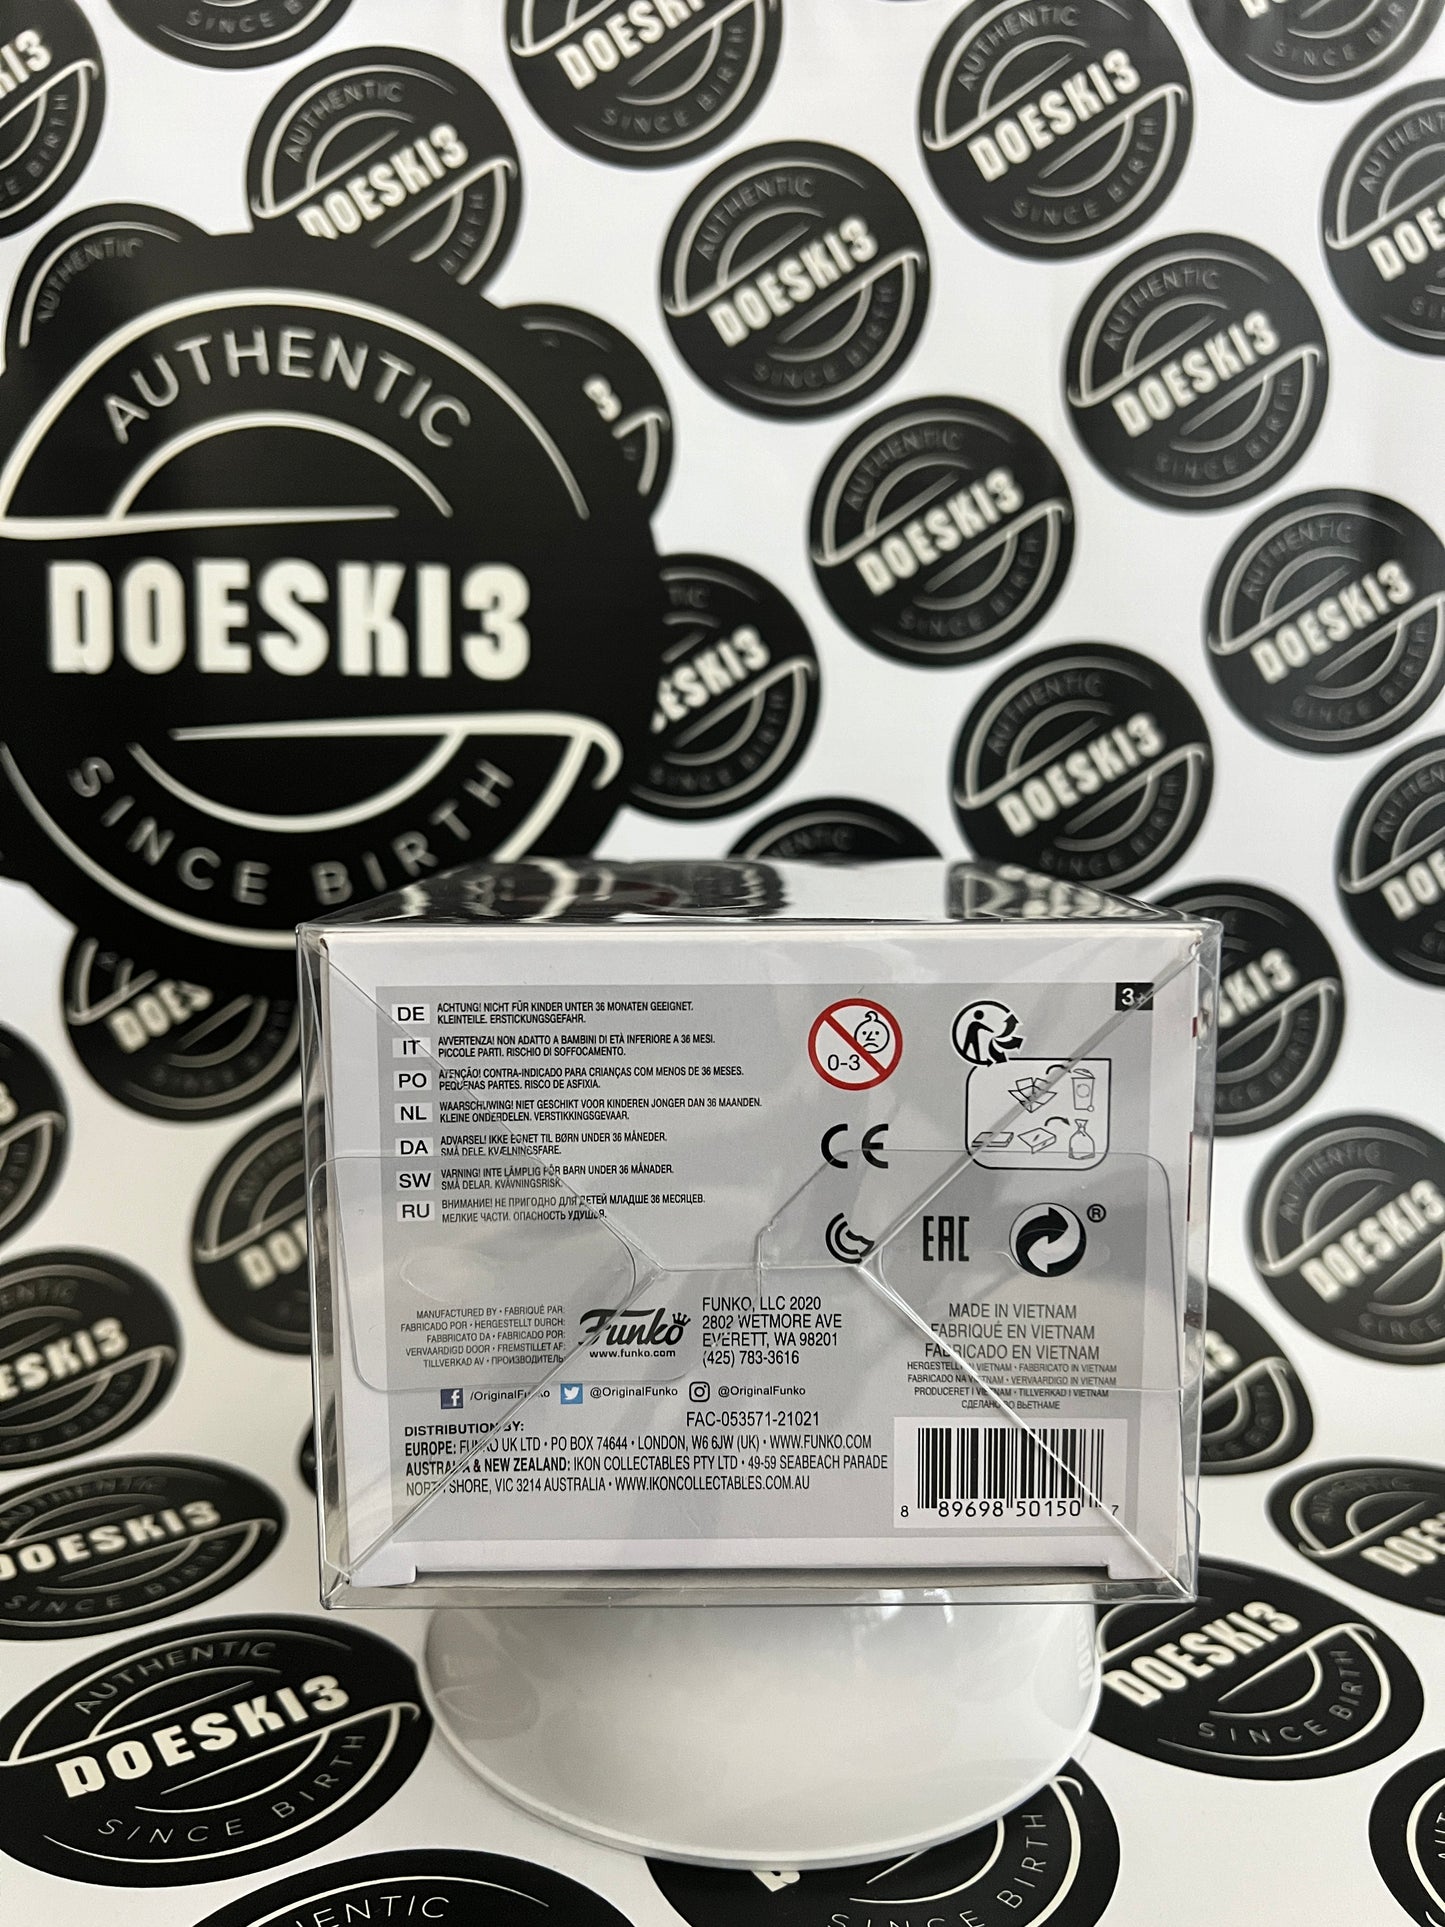 AUTHENTIC
DOESKI3
SINCE BIRTH
3+
DE ACHTUNG! NICHT FÜR KINDER UNTER 36 MONATEN GEEIGNET.
KLEINTEILE. ERSTICKUNGSGEFAHR.
IT AVVERTENZA! NON ADATTO A BAMBINI DI ETÀ INFERIORE A 36 MESI.
PICCOLE PARTI. RISCHIO DI SOFFOCAMENTO.
PO ATENÇÃO! CONTRA-INDICADO PARA CRIANÇAS COM MENOS DE 36 MESES.
PEQUENAS PARTES. RISCO DE ASFIXIA.
NL WAARSCHUWING! NIET GESCHIKT VOOR KINDEREN JONGER DAN 36 MAANDEN.
KLEINE ONDERDELEN. VERSTIKKINGSGEVAAR.
DA ADVARSEL! IKKE EGNET TIL BØRN UNDER 36 MÅNEDER.
SMÅ DELE. KVÆLNINGSFARE.
SW VARNING! INTE LÄMPLIG FÖR BARN UNDER 36 MÅNADER.
SMÅ DELAR. KVÄVNINGSRISK.
RU ВНИМАНИЕ! НЕ ПРИГОДНО ДЛЯ ДЕТЕЙ МЛАДШЕ 36 МЕСЯЦЕВ.
МЕЛКИЕ ЧАСТИ. ОПАСНОСТЬ УДУШЬЯ.
0-3
CE
EAC
®
MANUFACTURED BY • FABRIQUÉ PAR:
FABRICADO POR • HERGESTELLT DURCH:
FABBRICATO DA • FABRICADO POR:
VERVAARDIGD DOOR • FREMSTILLET AF:
TILLVERKAD AV • ПРОИЗВОДИТЕЛЬ:
Funko
www.funko.com
FUNKO, LLC 2020
2802 WETMORE AVE
EVERETT, WA 98201
(425) 783-3616
MADE IN VIETNAM
FABRIQUÉ EN VIETNAM
FABRICADO EN VIETNAM
HERGESTELLT IN VIETNAM • FABBRICATO IN VIETNAM
FABRICADO NA VIETNAM • VERVAARDIGD IN VIETNAM
PRODUCERET I VIETNAM • TILLVERKAD I VIETNAM
СДЕЛАНО ВО ВЬЕТНАМЕ
/OriginalFunko @OriginalFunko @OriginalFunko
FAC-053571-21021
DISTRIBUTION BY:
EUROPE: FUNKO UK LTD • PO BOX 74644 • LONDON, W6 6JW (UK) • WWW.FUNKO.COM
AUSTRALIA & NEW ZEALAND: IKON COLLECTABLES PTY LTD • 49-59 SEABEACH PARADE
NORTH SHORE, VIC 3214 AUSTRALIA • WWW.IKONCOLLECTABLES.COM.AU
8 89698 50150 7